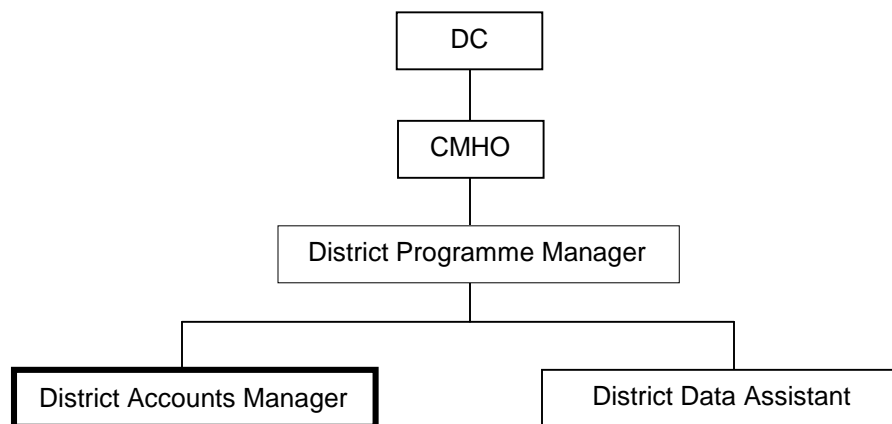 DC
CMHO
District Programme Manager
District Accounts Manager
District Data Assistant